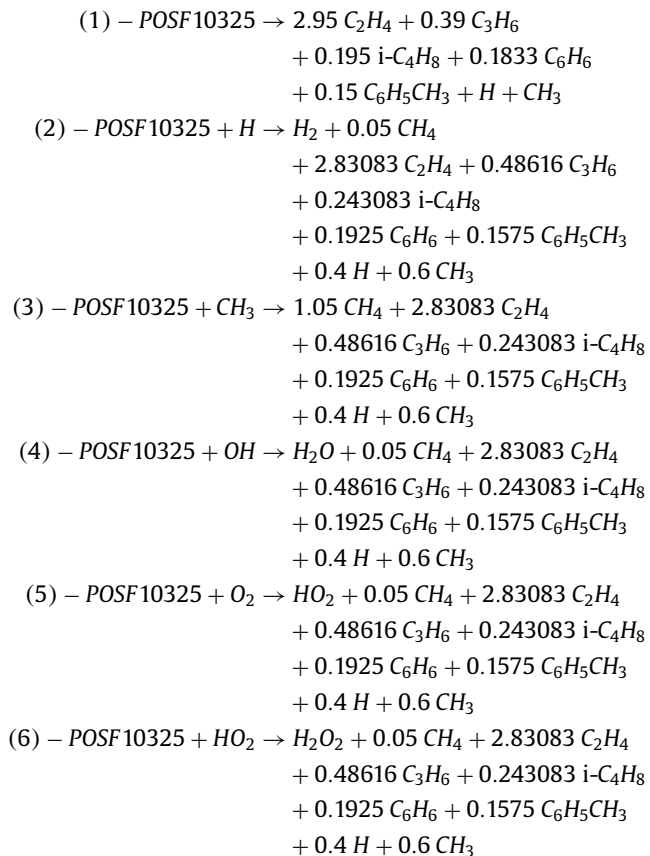 (1) − POSF10325 → 2.95 C₂H₄ + 0.39 C₃H₆
+ 0.195 i-C₄H₈ + 0.1833 C₆H₆
+ 0.15 C₆H₅CH₃ + H + CH₃
(2) − POSF10325 + H → H₂ + 0.05 CH₄
+ 2.83083 C₂H₄ + 0.48616 C₃H₆
+ 0.243083 i-C₄H₈
+ 0.1925 C₆H₆ + 0.1575 C₆H₅CH₃
+ 0.4 H + 0.6 CH₃
(3) − POSF10325 + CH₃ → 1.05 CH₄ + 2.83083 C₂H₄
+ 0.48616 C₃H₆ + 0.243083 i-C₄H₈
+ 0.1925 C₆H₆ + 0.1575 C₆H₅CH₃
+ 0.4 H + 0.6 CH₃
(4) − POSF10325 + OH → H₂O + 0.05 CH₄ + 2.83083 C₂H₄
+ 0.48616 C₃H₆ + 0.243083 i-C₄H₈
+ 0.1925 C₆H₆ + 0.1575 C₆H₅CH₃
+ 0.4 H + 0.6 CH₃
(5) − POSF10325 + O₂ → HO₂ + 0.05 CH₄ + 2.83083 C₂H₄
+ 0.48616 C₃H₆ + 0.243083 i-C₄H₈
+ 0.1925 C₆H₆ + 0.1575 C₆H₅CH₃
+ 0.4 H + 0.6 CH₃
(6) − POSF10325 + HO₂ → H₂O₂ + 0.05 CH₄ + 2.83083 C₂H₄
+ 0.48616 C₃H₆ + 0.243083 i-C₄H₈
+ 0.1925 C₆H₆ + 0.1575 C₆H₅CH₃
+ 0.4 H + 0.6 CH₃